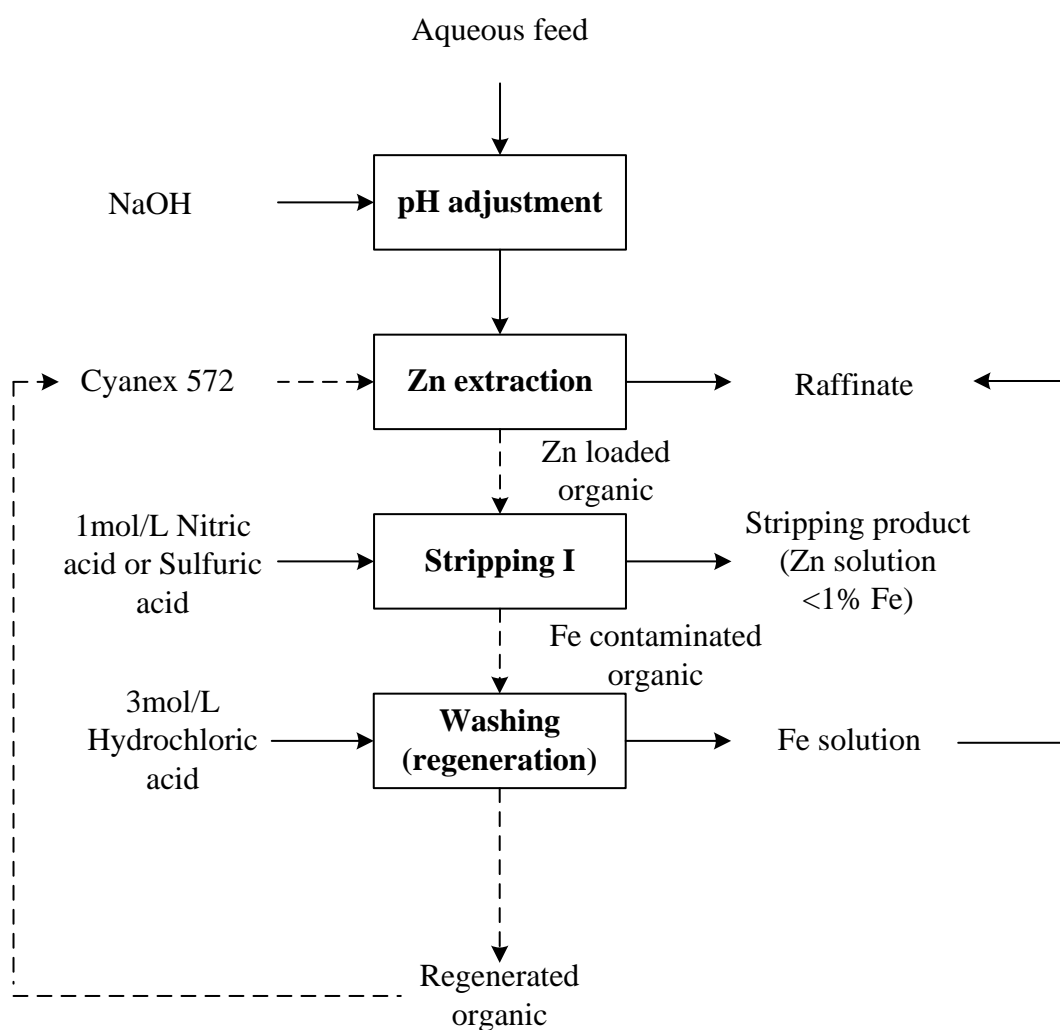 Aqueous feed
NaOH
pH adjustment
Cyanex 572
Zn extraction
Raffinate
Zn loaded
organic
1mol/L Nitric
acid or Sulfuric
acid
Stripping I
Stripping product
(Zn solution
<1% Fe)
Fe contaminated
organic
3mol/L
Hydrochloric
acid
Washing
(regeneration)
Fe solution
Regenerated
organic